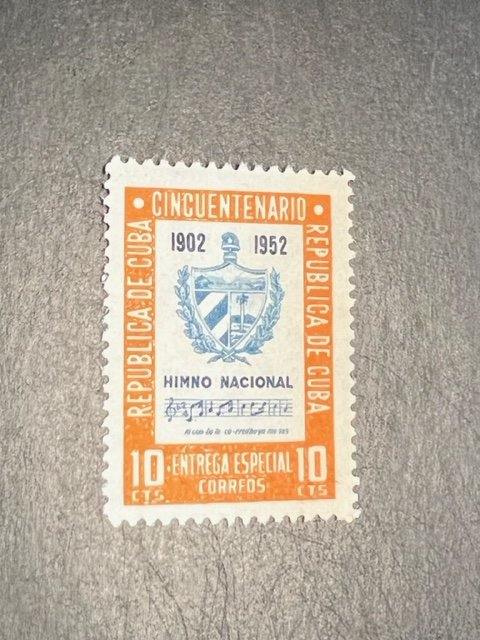 • CINCUENTENARIO •
REPUBLICA DE CUBA
1902 1952
REPUBLICA DE CUBA
HIMNO NACIONAL
10 CTS
• ENTREGA ESPECIAL
CORREOS
10 CTS